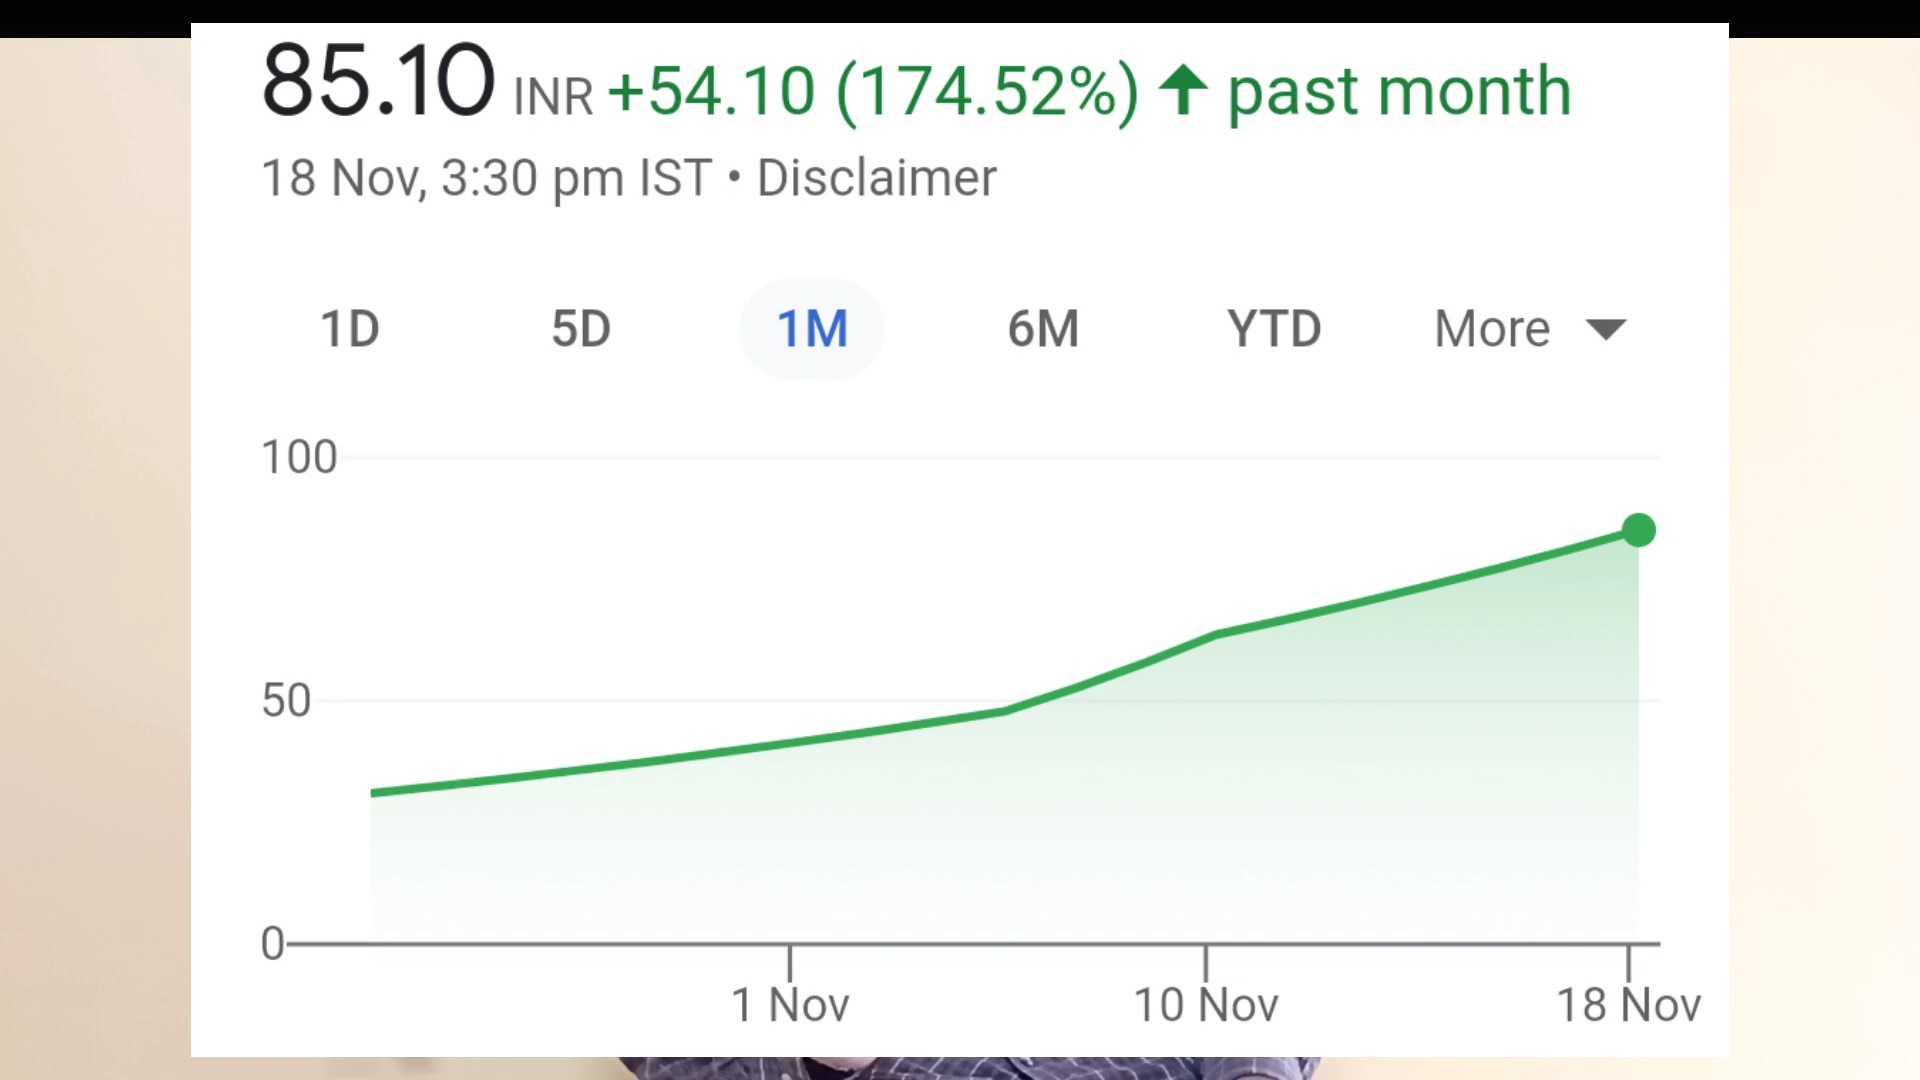 85.10 INR +54.10 (174.52%) ↑ past month
18 Nov, 3:30 pm IST • Disclaimer
1D 5D 1M 6M YTD More
100
50
0
1 Nov 10 Nov 18 Nov